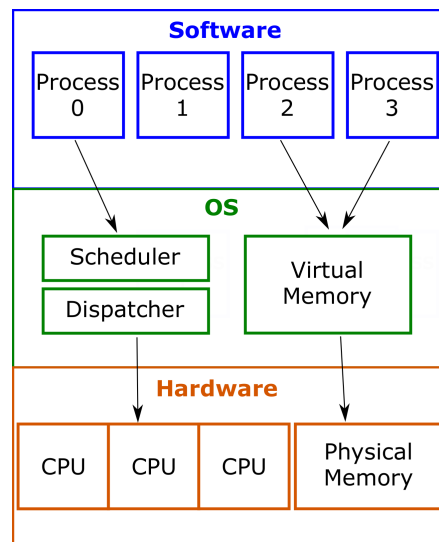 Software
Process
0
Process
1
Process
2
Process
3
OS
Scheduler
Dispatcher
Virtual
Memory
Hardware
CPU
CPU
CPU
Physical
Memory